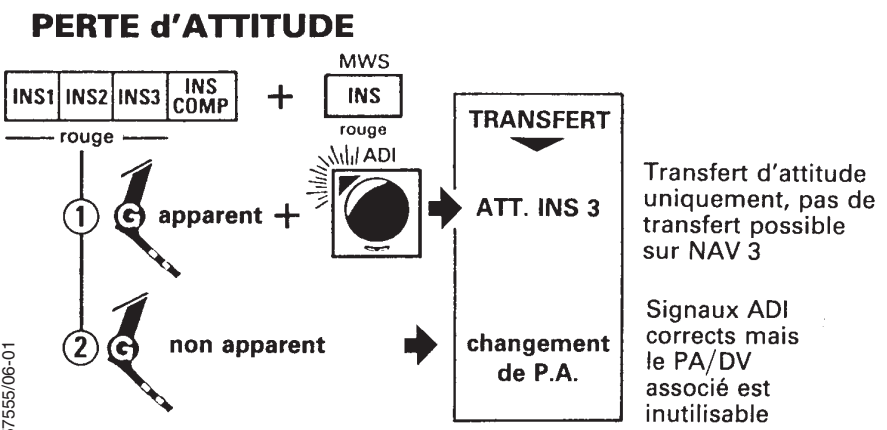 PERTE d'ATTITUDE
MWS
INS1 INS2 INS3 INS COMP + INS
rouge
rouge
TRANSFERT
ADI
1 G apparent + ATT. INS 3
Transfert d'attitude
uniquement, pas de
transfert possible
sur NAV 3
2 G non apparent
changement
de P.A.
Signaux ADI
corrects mais
le PA/DV
associé est
inutilisable
7555/06-01